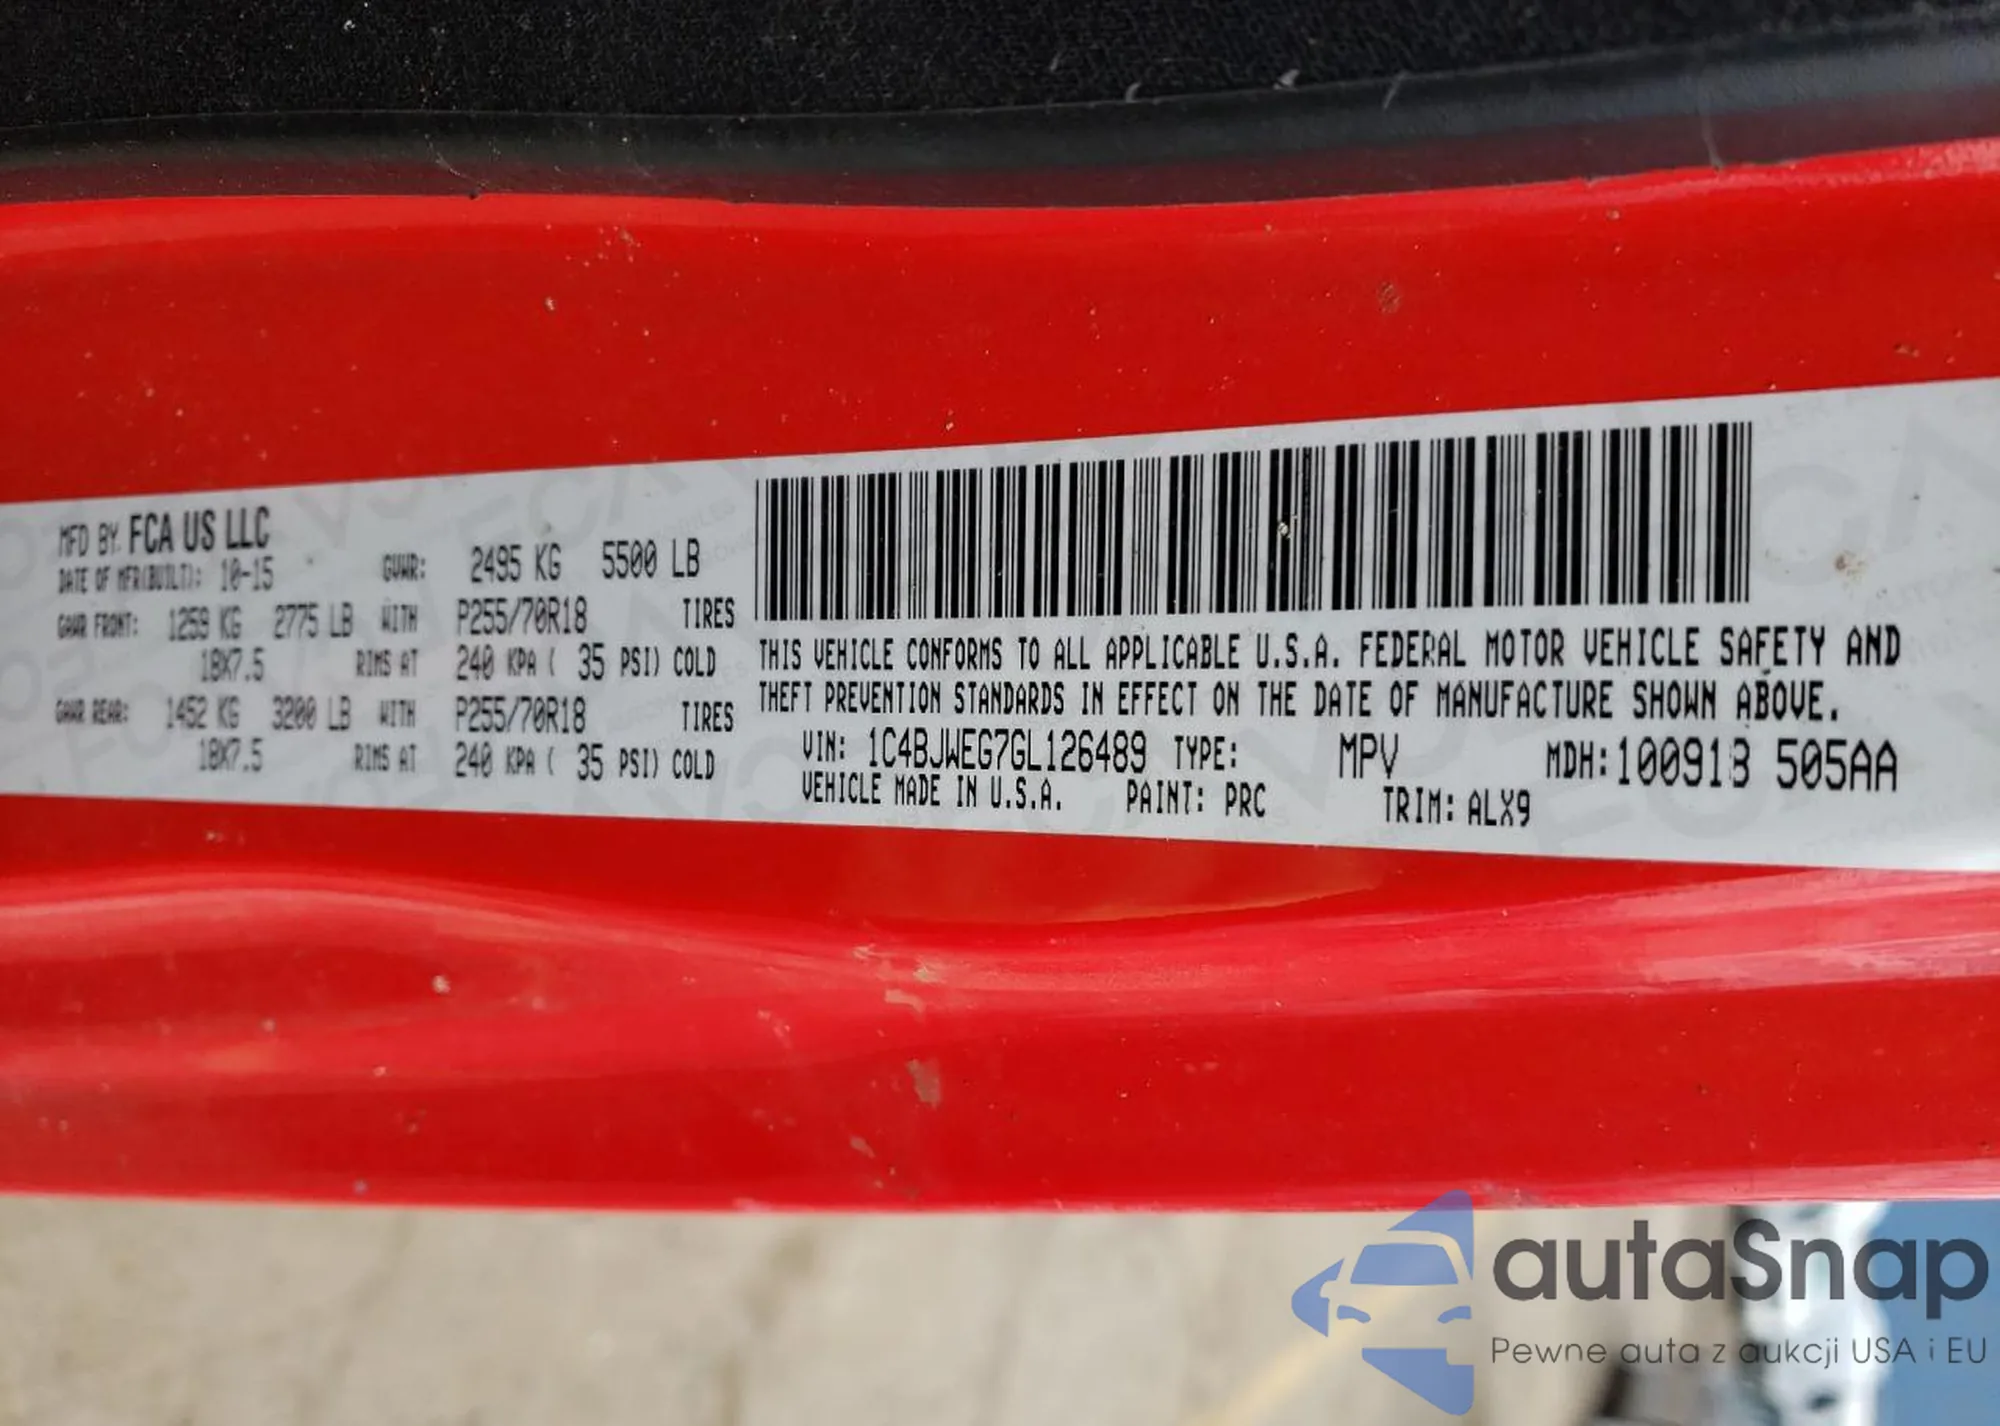 MFD BY: FCA US LLC
DATE OF MFR(BUILT): 10-15 GVWR: 2495 KG 5500 LB
GAWR FRONT: 1259 KG 2775 LB WITH P255/70R18 TIRES
18X7.5 RIMS AT 240 KPA ( 35 PSI) COLD
GAWR REAR: 1452 KG 3200 LB WITH P255/70R18 TIRES
18X7.5 RIMS AT 240 KPA ( 35 PSI) COLD
THIS VEHICLE CONFORMS TO ALL APPLICABLE U.S.A. FEDERAL MOTOR VEHICLE SAFETY AND
THEFT PREVENTION STANDARDS IN EFFECT ON THE DATE OF MANUFACTURE SHOWN ABOVE.
VIN: 1C4BJWEG7GL126489 TYPE: MPV MDH: 505AA
VEHICLE MADE IN U.S.A. PAINT: PRC TRIM: ALX9
autaSnap
Pewne auta z aukcji USA i EU